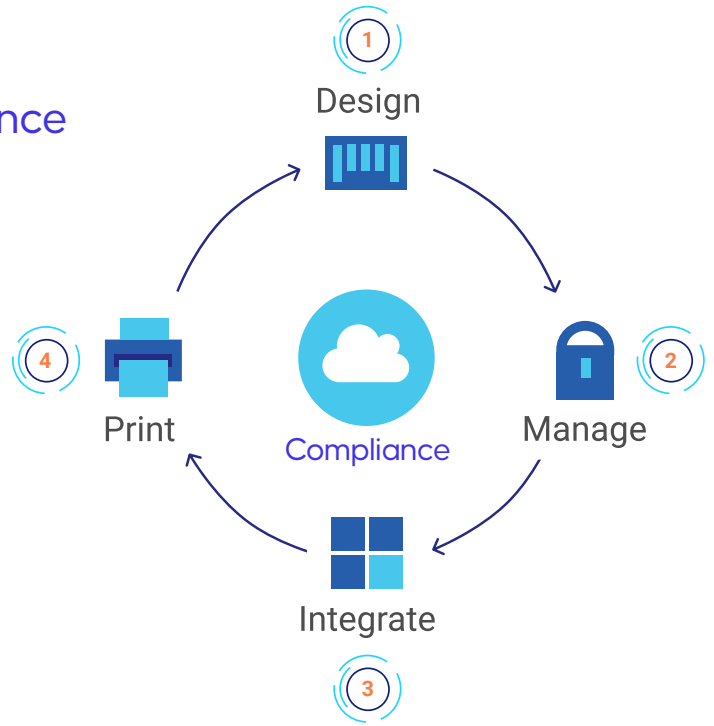 1
Design
nce
4
2
Print
Manage
Compliance
Integrate
3